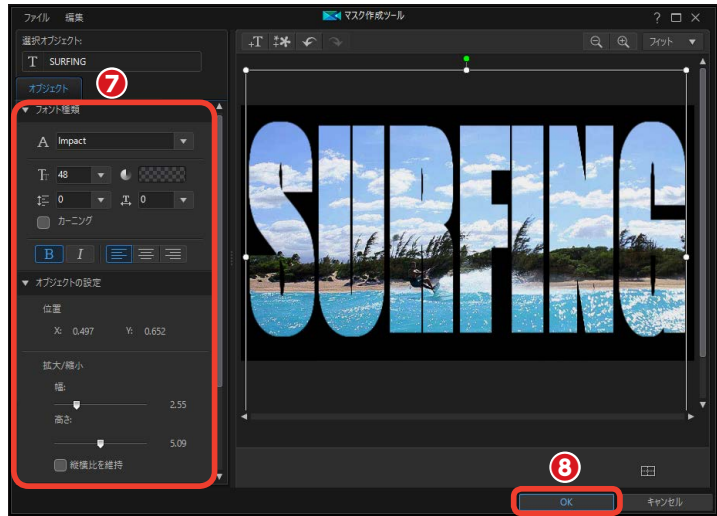 ファイル 編集 マスク作成ツール ?
選択オブジェクト:
T SURFING
フィット
オブジェクト
7
フォント種類
A Impact
48
0 0
カーニング
B I
オブジェクトの設定
位置
X: 0.497 Y: 0.652
拡大/縮小
幅:
2.55
高さ:
5.09
縦横比を維持
SURFING
8
OK キャンセル